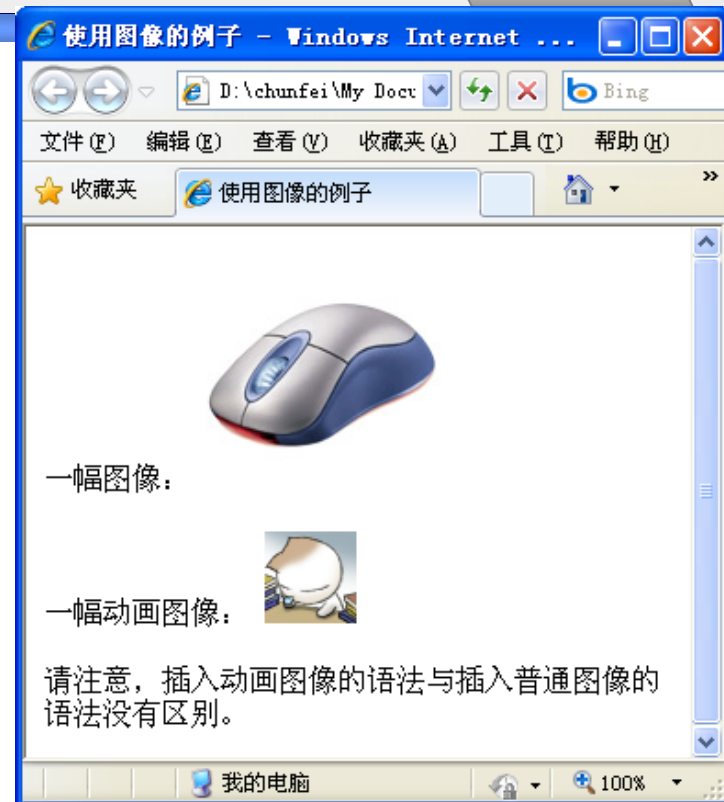 使用图像的例子 - Windows Internet ...
D:\chunfei\My Docu
Bing
文件(F) 编辑(E) 查看(V) 收藏夹(A) 工具(T) 帮助(H)
收藏夹 使用图像的例子 »
一幅图像：
一幅动画图像：
请注意，插入动画图像的语法与插入普通图像的
语法没有区别。
我的电脑 100%